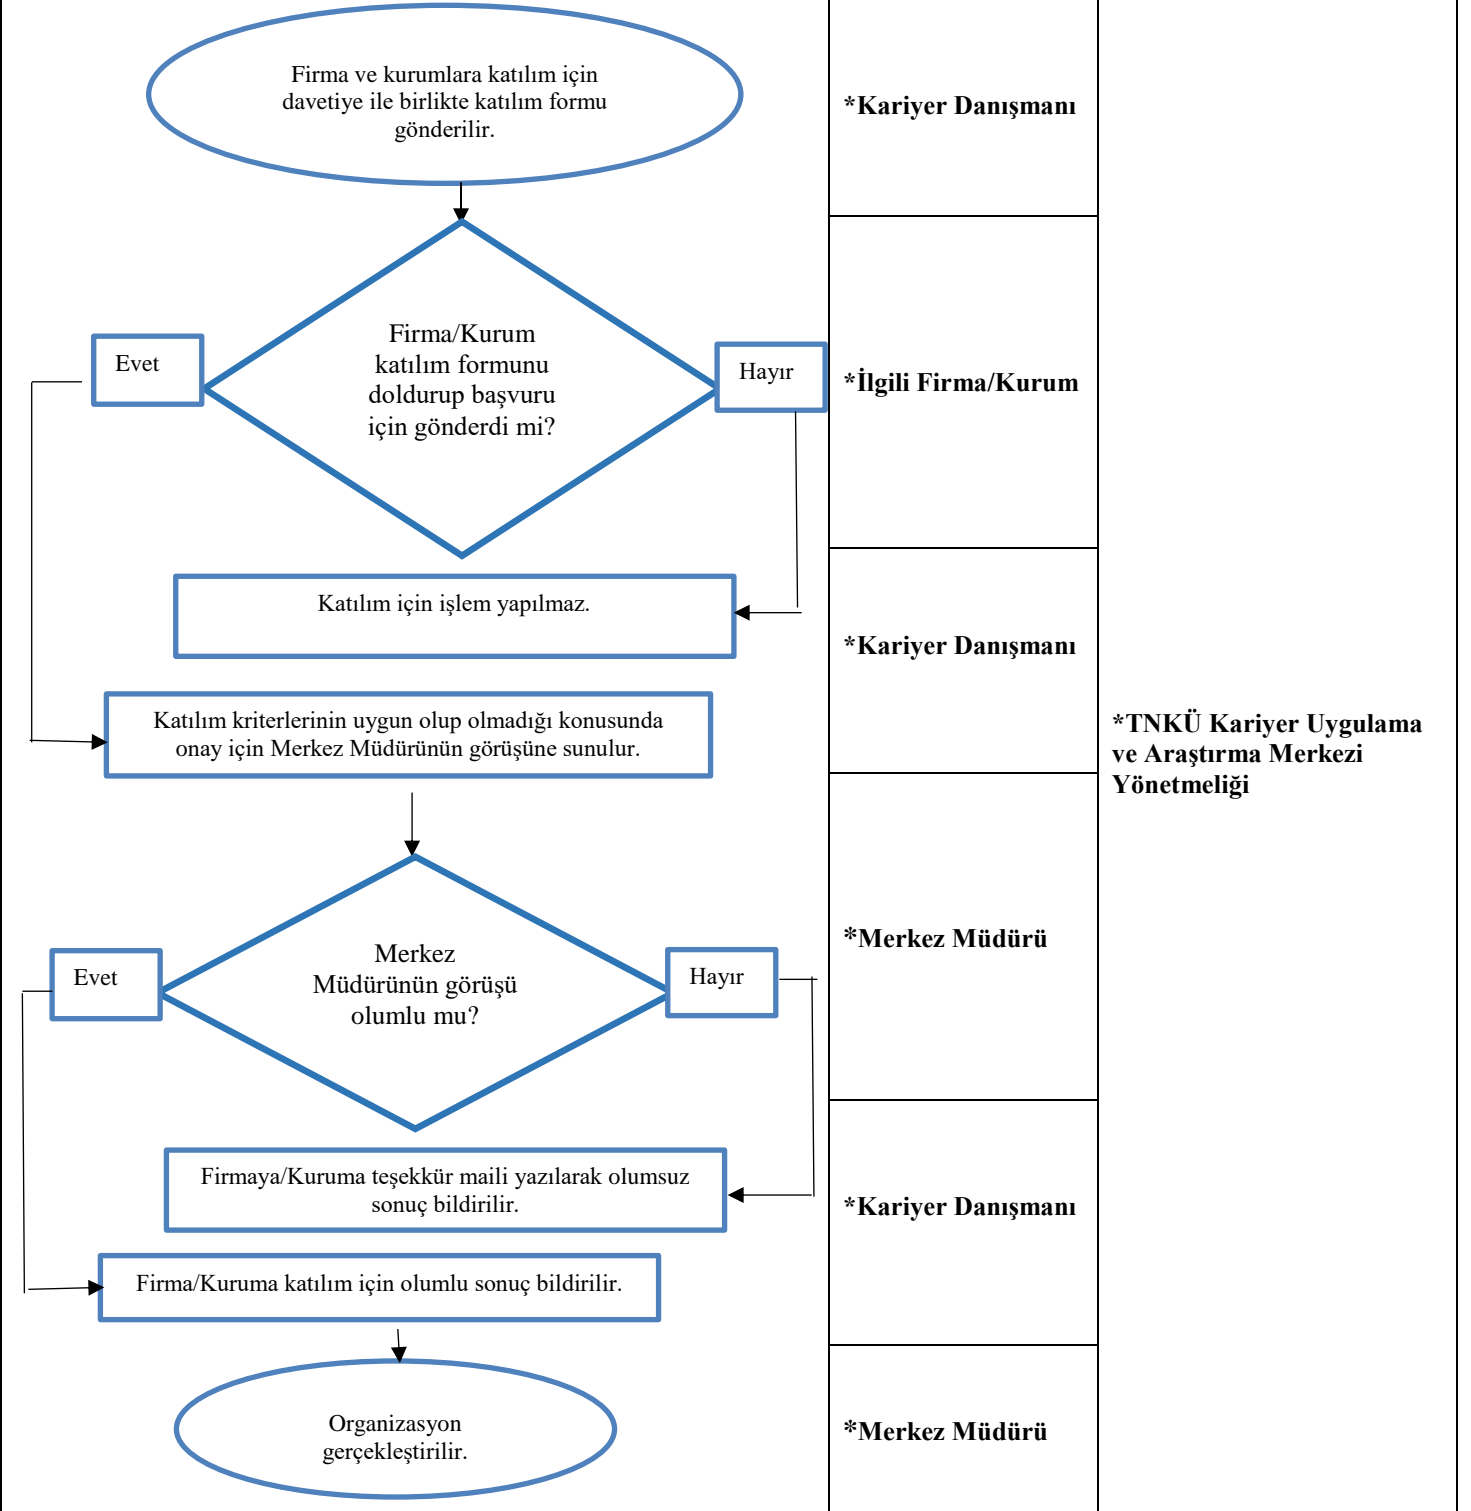 Firma ve kurumlara katılım için
davetiye ile birlikte katılım formu
gönderilir.
*Kariyer Danışmanı
Firma/Kurum
katılım formunu
doldurup başvuru
için gönderdi mi?
Evet
Hayır
*İlgili Firma/Kurum
Katılım için işlem yapılmaz.
*Kariyer Danışmanı
Katılım kriterlerinin uygun olup olmadığı konusunda
onay için Merkez Müdürünün görüşüne sunulur.
*TNKÜ Kariyer Uygulama
ve Araştırma Merkezi
Yönetmeliği
Merkez
Müdürünün görüşü
olumlu mu?
Evet
Hayır
*Merkez Müdürü
Firmaya/Kuruma teşekkür maili yazılarak olumsuz
sonuç bildirilir.
*Kariyer Danışmanı
Firma/Kuruma katılım için olumlu sonuç bildirilir.
Organizasyon
gerçekleştirilir.
*Merkez Müdürü